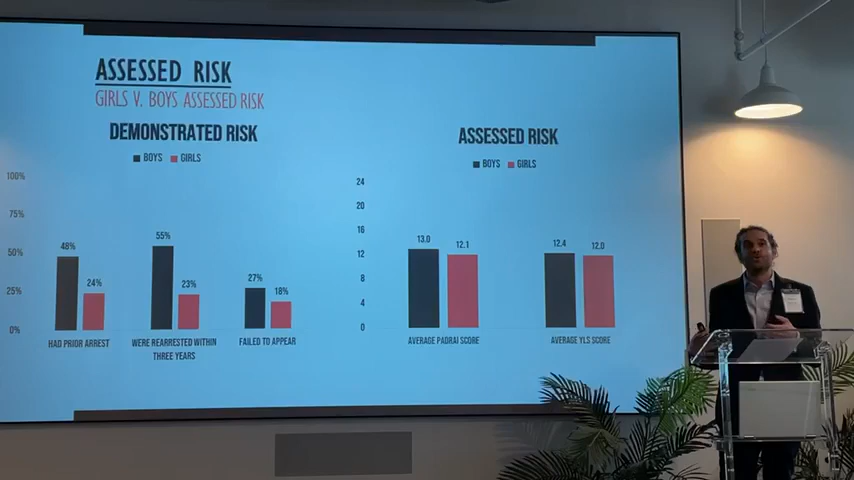 ASSESSED RISK
GIRLS V. BOYS ASSESSED RISK
DEMONSTRATED RISK
BOYS GIRLS
100%
75%
50%
25%
0%
48%
24%
55%
23%
27%
18%
HAD PRIOR ARREST
WERE REARRESTED WITHIN
THREE YEARS
FAILED TO APPEAR
ASSESSED RISK
BOYS GIRLS
24
20
16
12
8
4
0
13.0
12.1
12.4
12.0
AVERAGE PADRAI SCORE
AVERAGE YLS SCORE